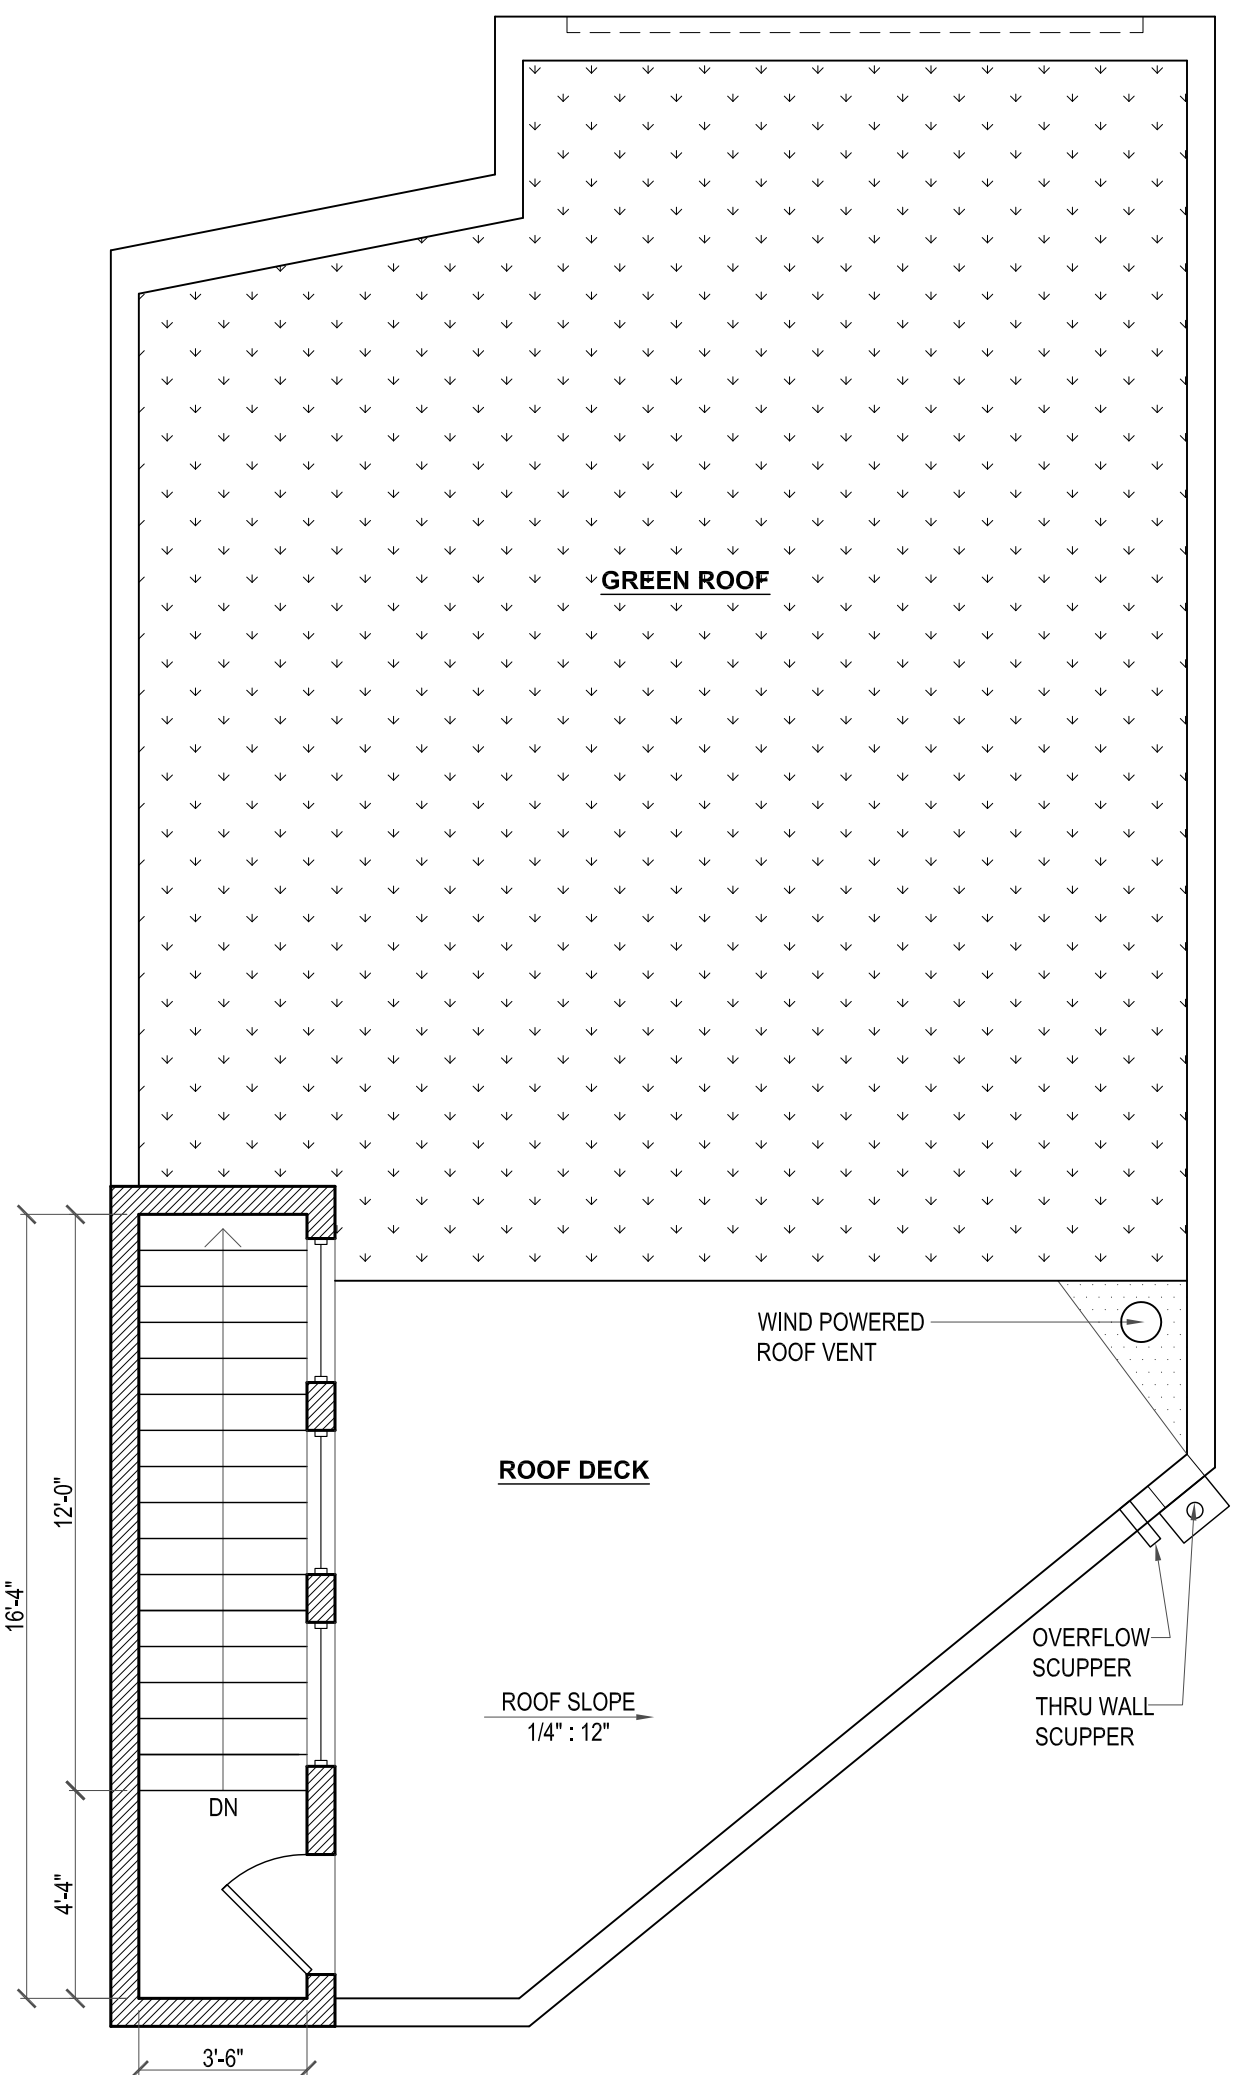 GREEN ROOF
WIND POWERED
ROOF VENT
ROOF DECK
12'-0"
16'-4"
OVERFLOW
SCUPPER
ROOF SLOPE
1/4" : 12"
THRU WALL
SCUPPER
DN
4'-4"
3'-6"